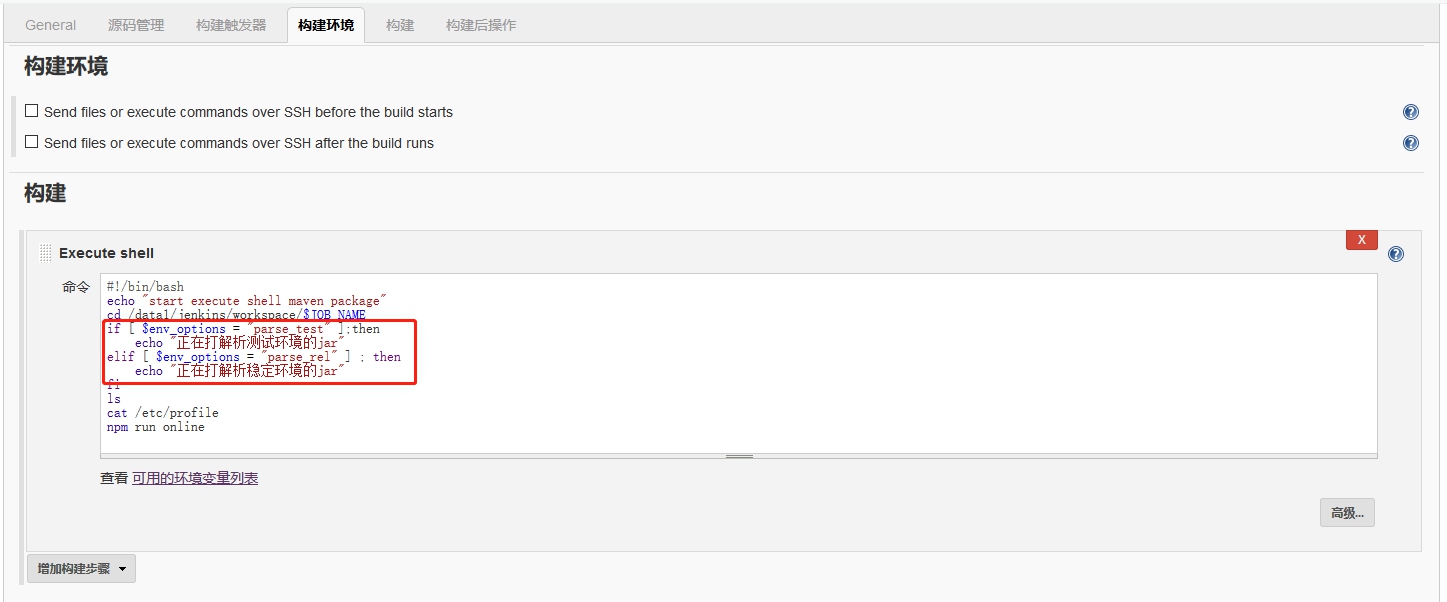 General 源码管理 构建触发器 构建环境 构建 构建后操作
构建环境
Send files or execute commands over SSH before the build starts
Send files or execute commands over SSH after the build runs
构建
X
Execute shell
命令
#!/bin/bash
echo "start execute shell maven package"
cd /data1/jenkins/workspace/$JOB_NAME
if [ $env_options = "parse_test" ];then
echo "正在打解析测试环境的jar"
elif [ $env_options = "parse_rel" ] ; then
echo "正在打解析稳定环境的jar"
fi
ls
cat /etc/profile
npm run online
查看 可用的环境变量列表
高级...
增加构建步骤